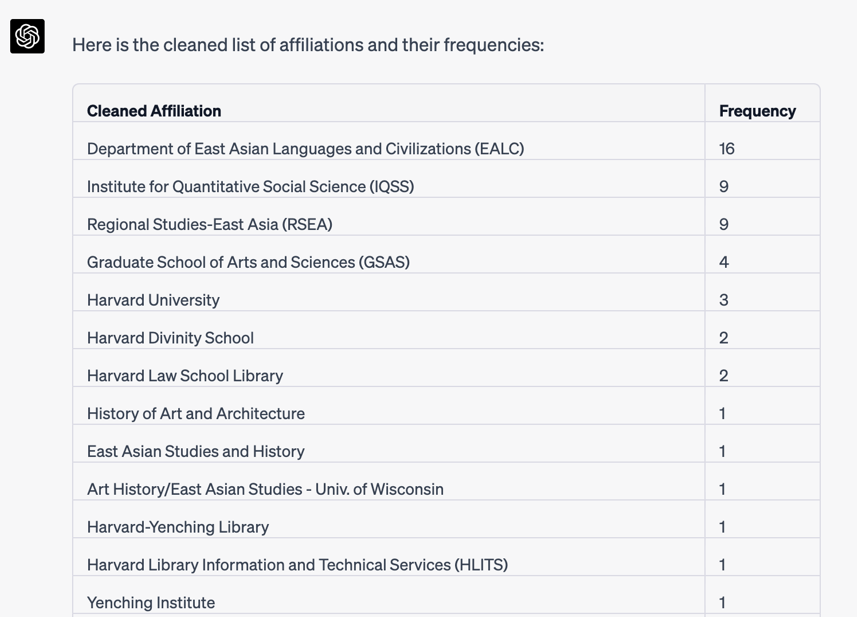 Here is the cleaned list of affiliations and their frequencies:
Cleaned Affiliation Frequency
Department of East Asian Languages and Civilizations (EALC) 16
Institute for Quantitative Social Science (IQSS) 9
Regional Studies-East Asia (RSEA) 9
Graduate School of Arts and Sciences (GSAS) 4
Harvard University 3
Harvard Divinity School 2
Harvard Law School Library 2
History of Art and Architecture 1
East Asian Studies and History 1
Art History/East Asian Studies - Univ. of Wisconsin 1
Harvard-Yenching Library 1
Harvard Library Information and Technical Services (HLITS) 1
Yenching Institute 1